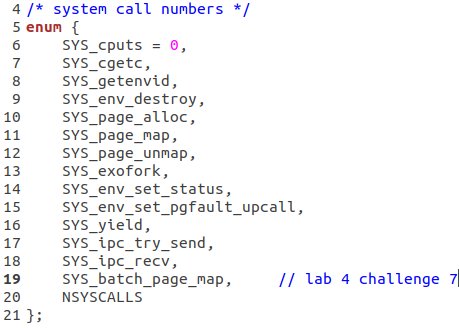 4 /* system call numbers */
5 enum {
6     SYS_cputs = 0,
7     SYS_cgetc,
8     SYS_getenvid,
9     SYS_env_destroy,
10     SYS_page_alloc,
11     SYS_page_map,
12     SYS_page_unmap,
13     SYS_exofork,
14     SYS_env_set_status,
15     SYS_env_set_pgfault_upcall,
16     SYS_yield,
17     SYS_ipc_try_send,
18     SYS_ipc_recv,
19     SYS_batch_page_map,     // lab 4 challenge 7
20     NSYSCALLS
21 };